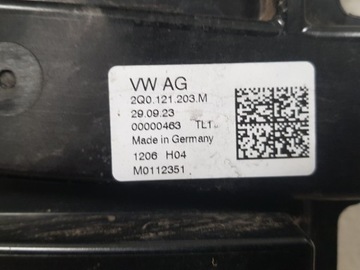 VW AG
2Q0.121.203.M
29.09.23
00000463 TL1
Made in Germany
1206 H04
M0112351